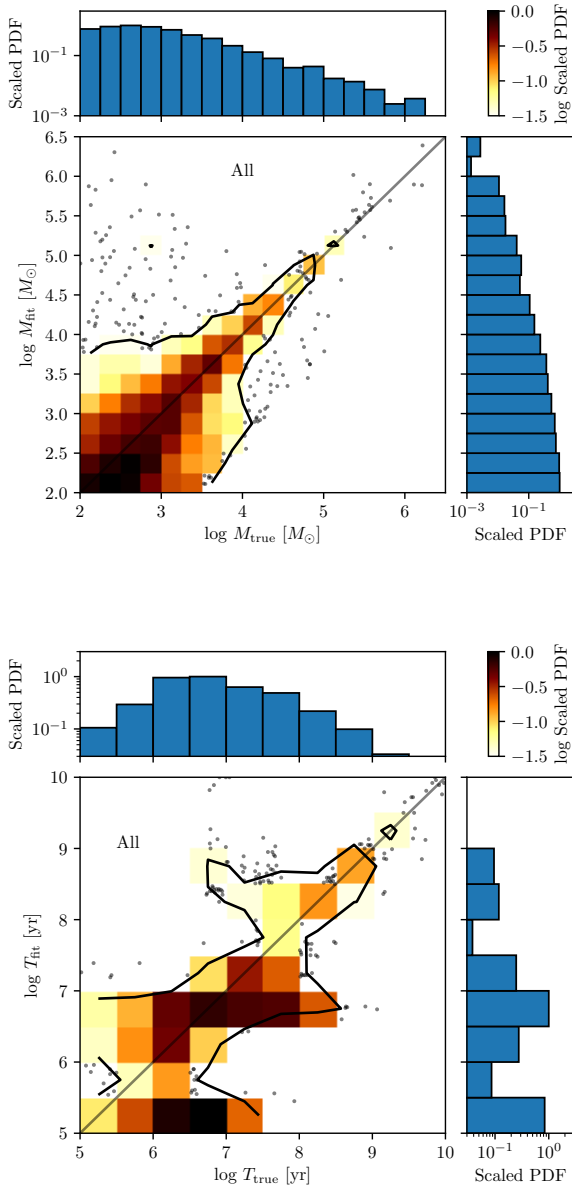 Scaled PDF
10⁻¹
10⁻³
0.0
−0.5
−1.0
−1.5
log Scaled PDF
All
log M_fit [M_⊙]
6.5
6.0
5.5
5.0
4.5
4.0
3.5
3.0
2.5
2.0
2 3 4 5 6
log M_true [M_⊙]
10⁻³ 10⁻¹
Scaled PDF
Scaled PDF
10⁰
10⁻¹
0.0
−0.5
−1.0
−1.5
log Scaled PDF
All
log T_fit [yr]
10
9
8
7
6
5
5 6 7 8 9 10
log T_true [yr]
10⁻¹ 10⁰
Scaled PDF